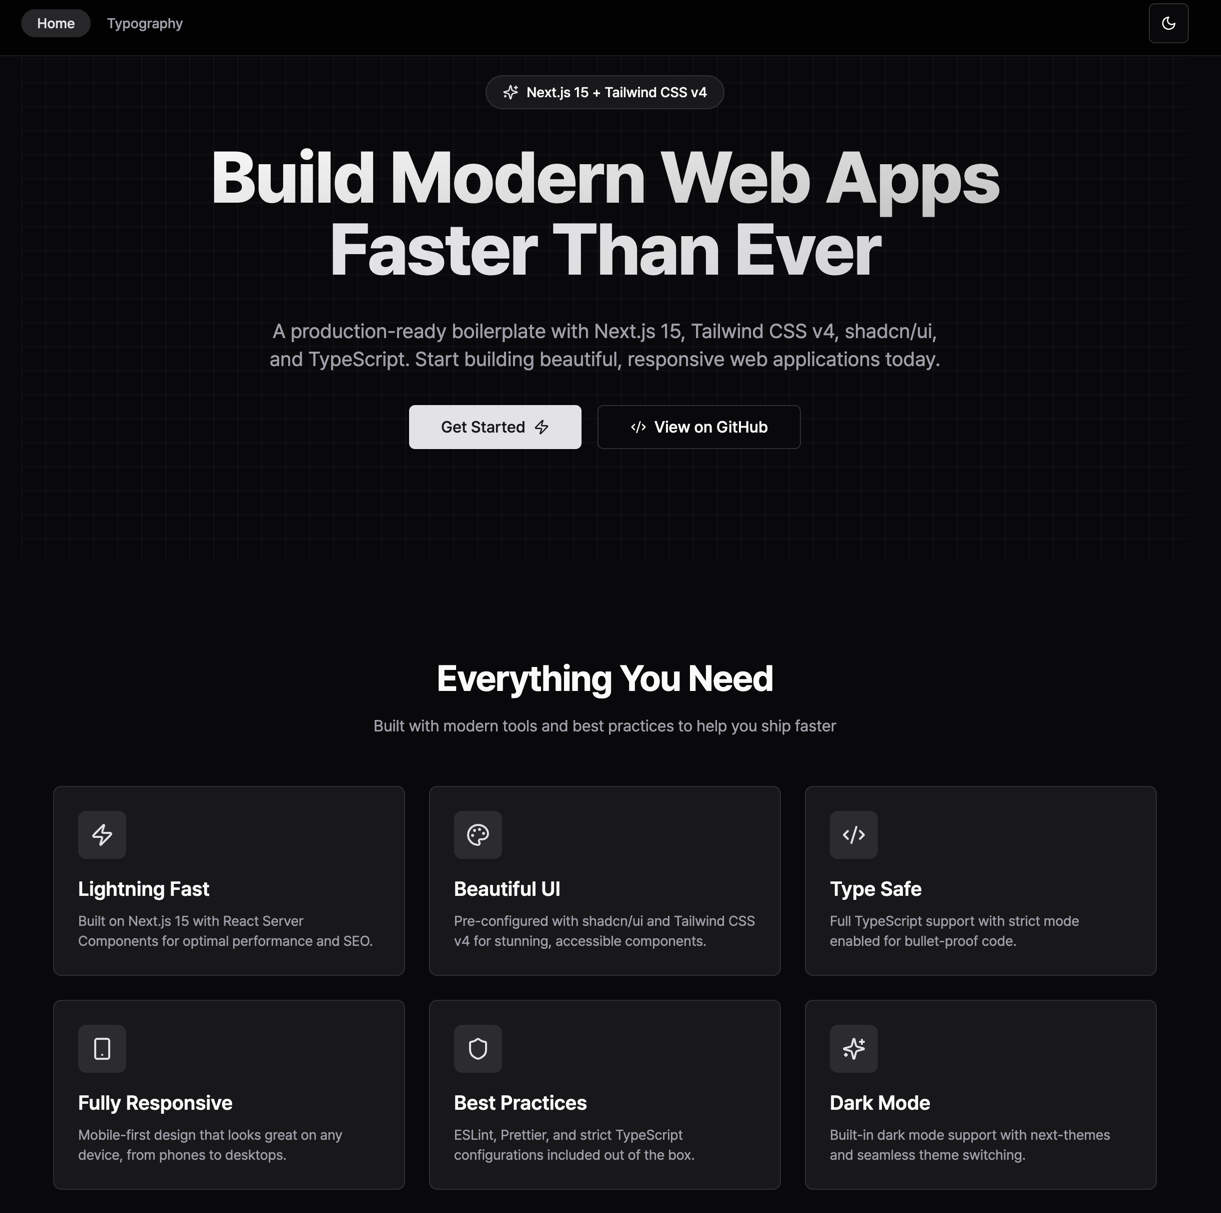 Home
Typography
Next.js 15 + Tailwind CSS v4
Build Modern Web Apps
Faster Than Ever
A production-ready boilerplate with Next.js 15, Tailwind CSS v4, shadcn/ui,
and TypeScript. Start building beautiful, responsive web applications today.
Get Started
View on GitHub
Everything You Need
Built with modern tools and best practices to help you ship faster
Lightning Fast
Built on Next.js 15 with React Server
Components for optimal performance and SEO.
Beautiful UI
Pre-configured with shadcn/ui and Tailwind CSS
v4 for stunning, accessible components.
Type Safe
Full TypeScript support with strict mode
enabled for bullet-proof code.
Fully Responsive
Mobile-first design that looks great on any
device, from phones to desktops.
Best Practices
ESLint, Prettier, and strict TypeScript
configurations included out of the box.
Dark Mode
Built-in dark mode support with next-themes
and seamless theme switching.